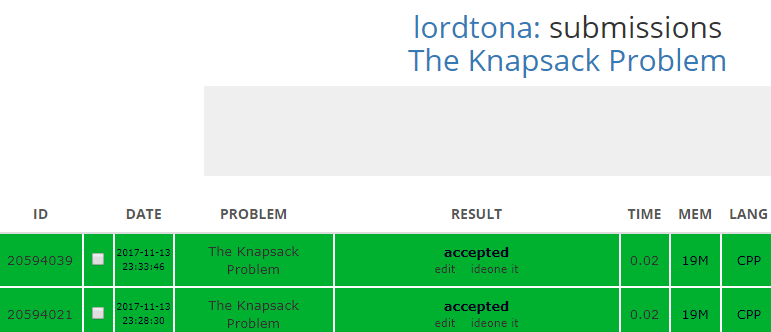 lordtona: submissions
The Knapsack Problem
ID DATE PROBLEM RESULT TIME MEM LANG
20594039 2017-11-13 23:33:46 The Knapsack Problem accepted edit ideone it 0.02 19M CPP
20594021 2017-11-13 23:28:30 The Knapsack Problem accepted edit ideone it 0.02 19M CPP